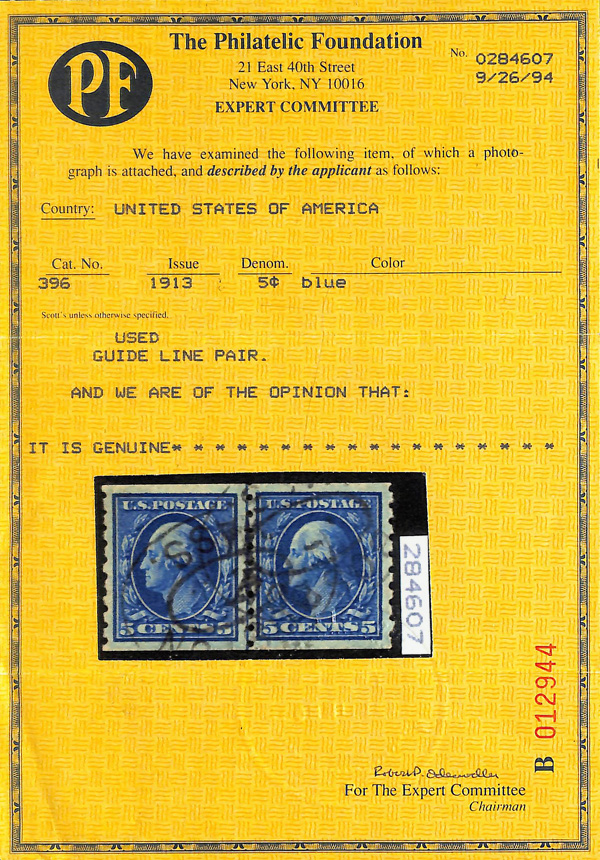 PF
The Philatelic Foundation
21 East 40th Street
New York, NY 10016
EXPERT COMMITTEE
No. 0284607
9/26/94
We have examined the following item, of which a photo-
graph is attached, and described by the applicant as follows:
Country: UNITED STATES OF AMERICA
Cat. No. Issue Denom. Color
396 1913 5¢ blue
Scott's unless otherwise specified.
USED
GUIDE LINE PAIR.
AND WE ARE OF THE OPINION THAT:
IT IS GENUINE* * * * * * * * * * * * * * * * * *
U.S.POSTAGE U.S.POSTAGE
5 CENTS 5 5 CENTS 5
284607
B 012944
For The Expert Committee
Chairman